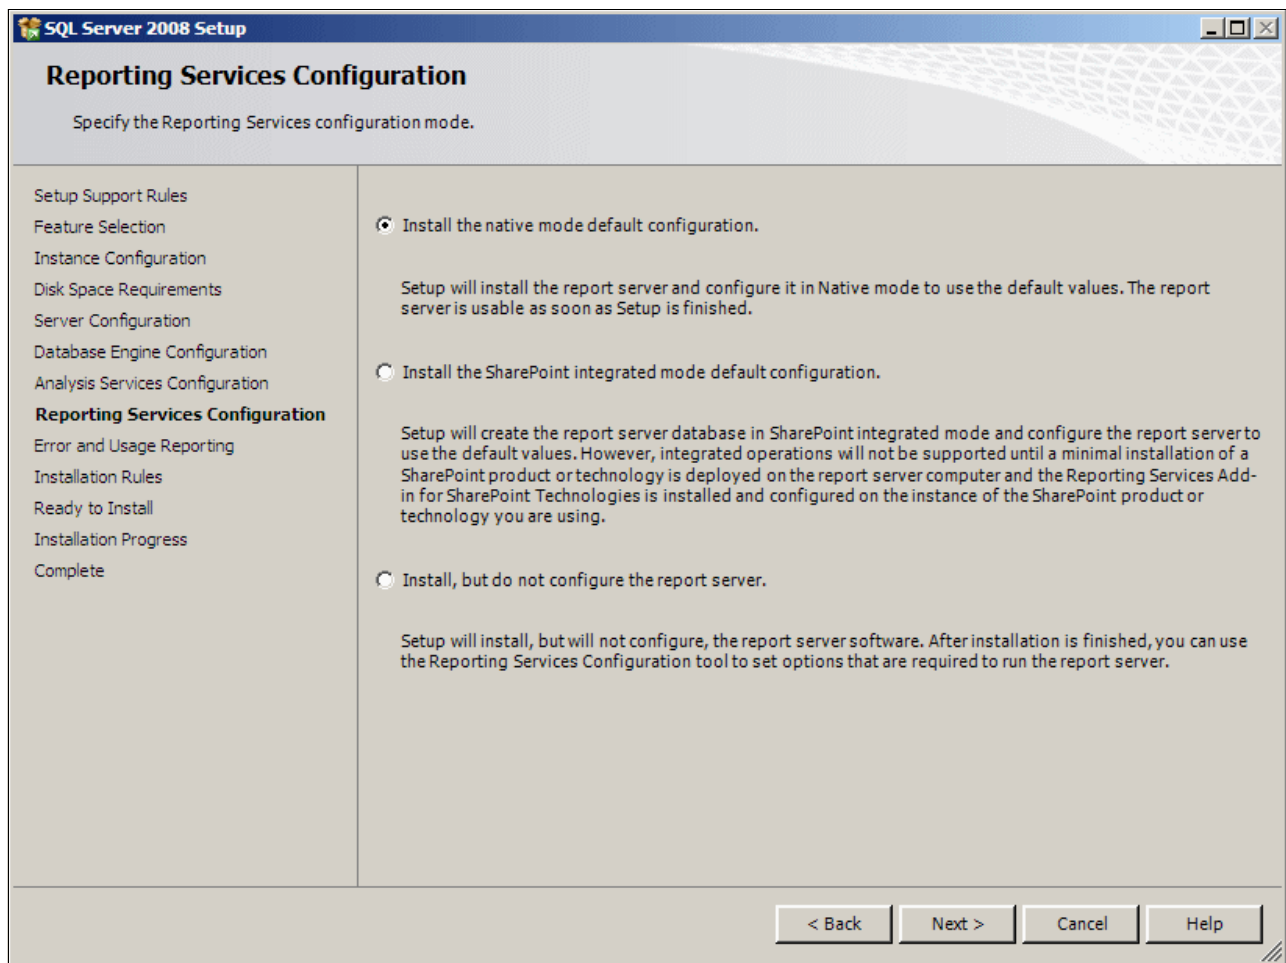 SQL Server 2008 Setup
Reporting Services Configuration
Specify the Reporting Services configuration mode.
Setup Support Rules
Feature Selection
Instance Configuration
Disk Space Requirements
Server Configuration
Database Engine Configuration
Analysis Services Configuration
Reporting Services Configuration
Error and Usage Reporting
Installation Rules
Ready to Install
Installation Progress
Complete
Install the native mode default configuration.
Setup will install the report server and configure it in Native mode to use the default values. The report
server is usable as soon as Setup is finished.
Install the SharePoint integrated mode default configuration.
Setup will create the report server database in SharePoint integrated mode and configure the report server to
use the default values. However, integrated operations will not be supported until a minimal installation of a
SharePoint product or technology is deployed on the report server computer and the Reporting Services Add-
in for SharePoint Technologies is installed and configured on the instance of the SharePoint product or
technology you are using.
Install, but do not configure the report server.
Setup will install, but will not configure, the report server software. After installation is finished, you can use
the Reporting Services Configuration tool to set options that are required to run the report server.
< Back
Next >
Cancel
Help